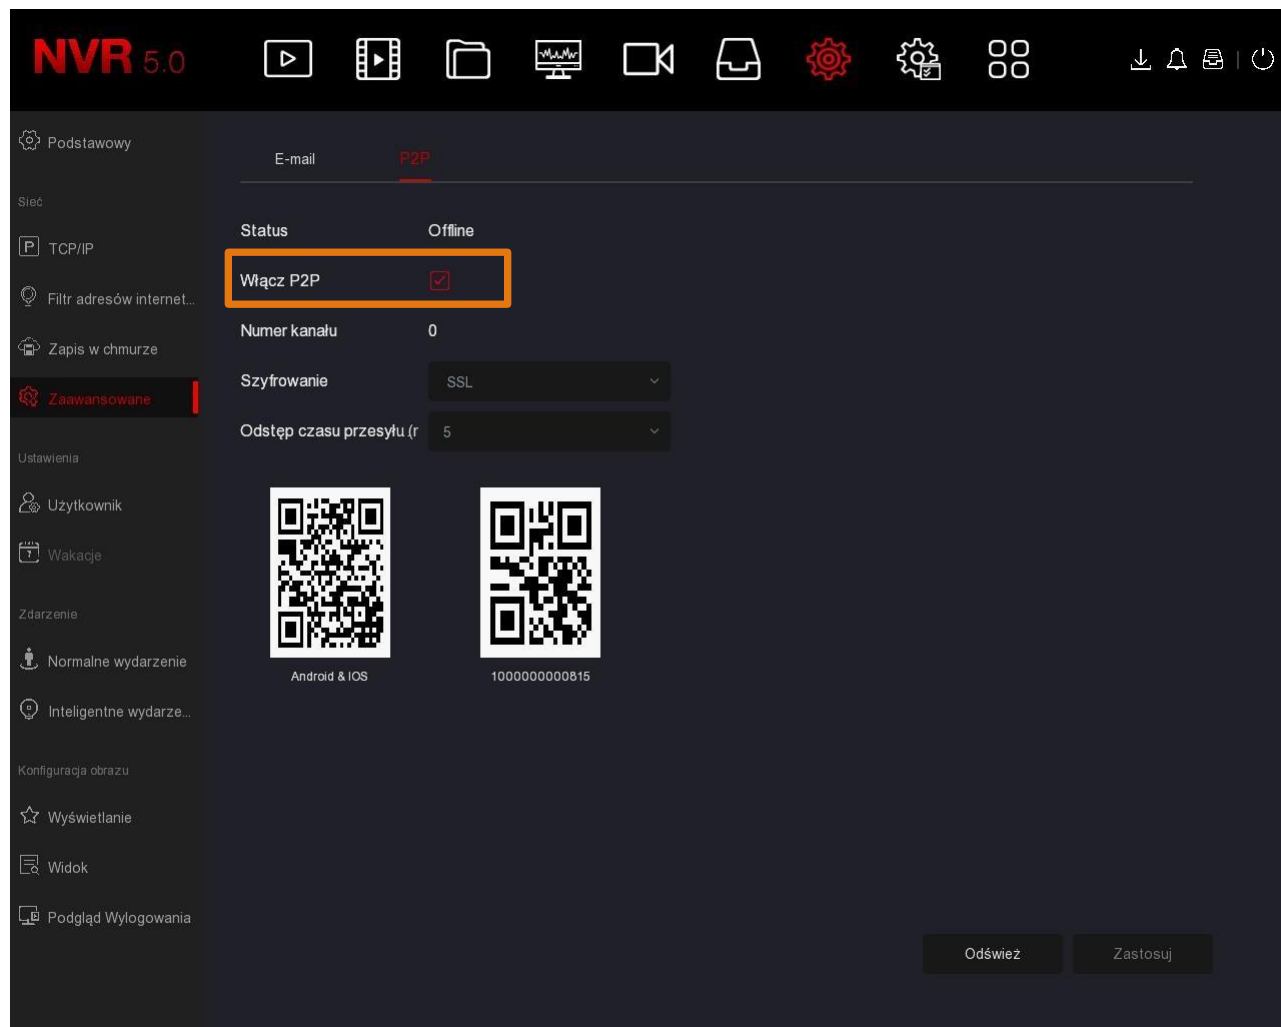 NVR 5.0
Podstawowy
Sieć
TCP/IP
Filtr adresów internet...
Zapis w chmurze
Zaawansowane
Ustawienia
Użytkownik
Wakacje
Zdarzenie
Normalne wydarzenie
Inteligentne wydarze...
Konfiguracja obrazu
Wyświetlanie
Widok
Podgląd Wylogowania
E-mail P2P
Status Offline
Włącz P2P
Numer kanału 0
Szyfrowanie SSL
Odstęp czasu przesyłu (r 5
Android & IOS 1000000000815
Odśwież Zastosuj